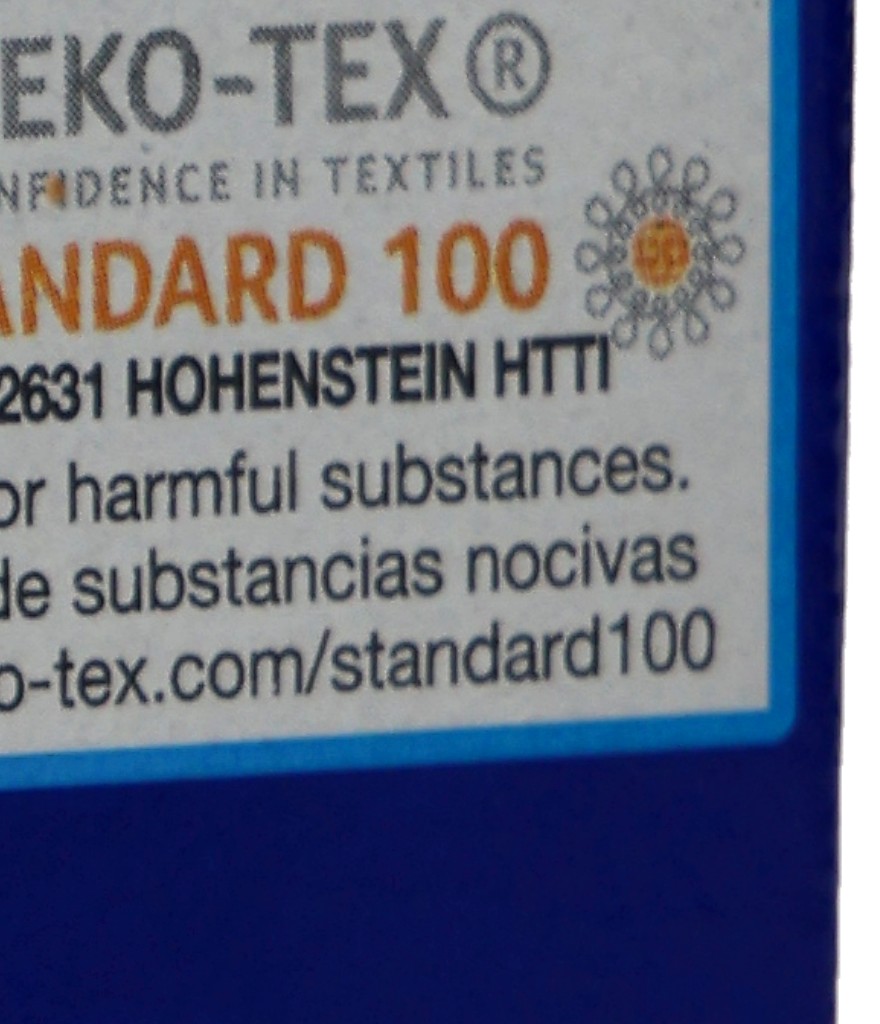 EKO-TEX®
NFIDENCE IN TEXTILES
ANDARD 100
2631 HOHENSTEIN HTTI
or harmful substances.
de substancias nocivas
o-tex.com/standard100